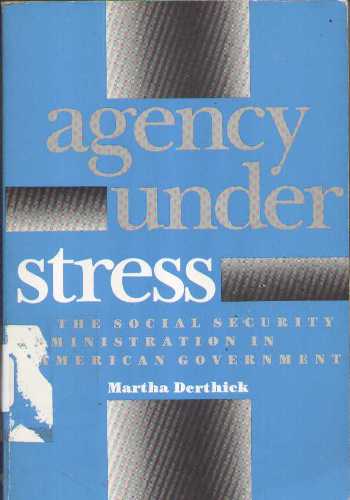 agency
under
stress
THE SOCIAL SECURITY
MINISTRATION IN
MERICAN GOVERNMENT
Martha Derthick